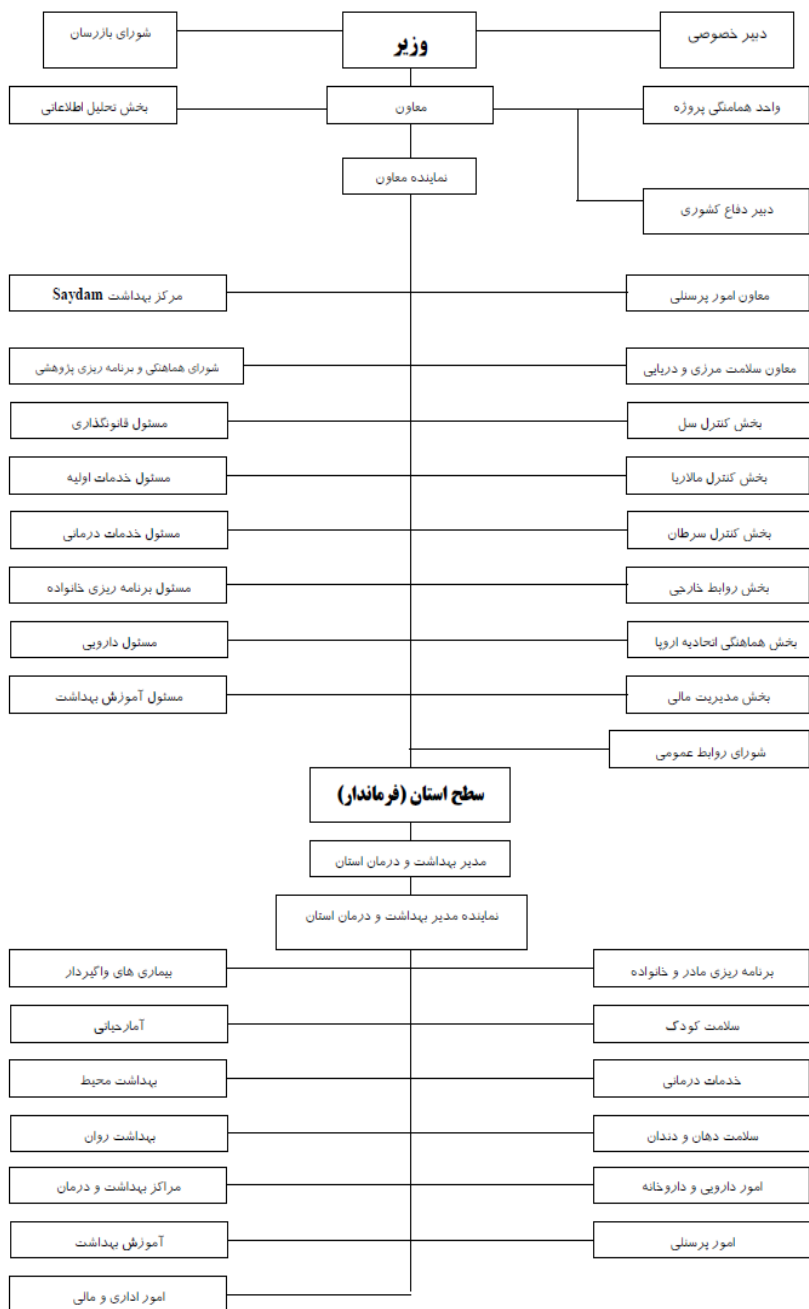 دبیر خصوصی
وزیر
شورای بازرسان
واحد همامنگی پروژه
معاون
بخش تحلیل اطلاعاتی
نماینده معاون
دبیر دفاع کشوری
معاون امور پرسنلی
مرکز بهداشت Saydam
معاون سلامت مرزی و دریایی
شورای هماهنگی و برنامه ریزی پژوهشی
بخش کنترل سل
مسئول قانونگذاری
بخش کنترل مالاریا
مسئول خدمات اولیه
بخش کنترل سرطان
مسئول خدمات درمانی
بخش روابط خارجی
مسئول برنامه ریزی خانواده
بخش هماهنگی اتحادیه اروپا
مسئول دارویی
بخش مدیریت مالی
مسئول آموزش بهداشت
شورای روابط عمومی
سطح استان (فرماندار)
مدیر بهداشت و درمان استان
نماینده مدیر بهداشت و درمان استان
برنامه ریزی مادر و خانواده
بیماری های واگیردار
سلامت کودک
آمارحیاتی
خدمات درمانی
بهداشت محیط
سلامت دهان و دندان
بهداشت روان
امور دارویی و داروخانه
مراکز بهداشت و درمان
امور پرسنلی
آموزش بهداشت
امور اداری و مالی